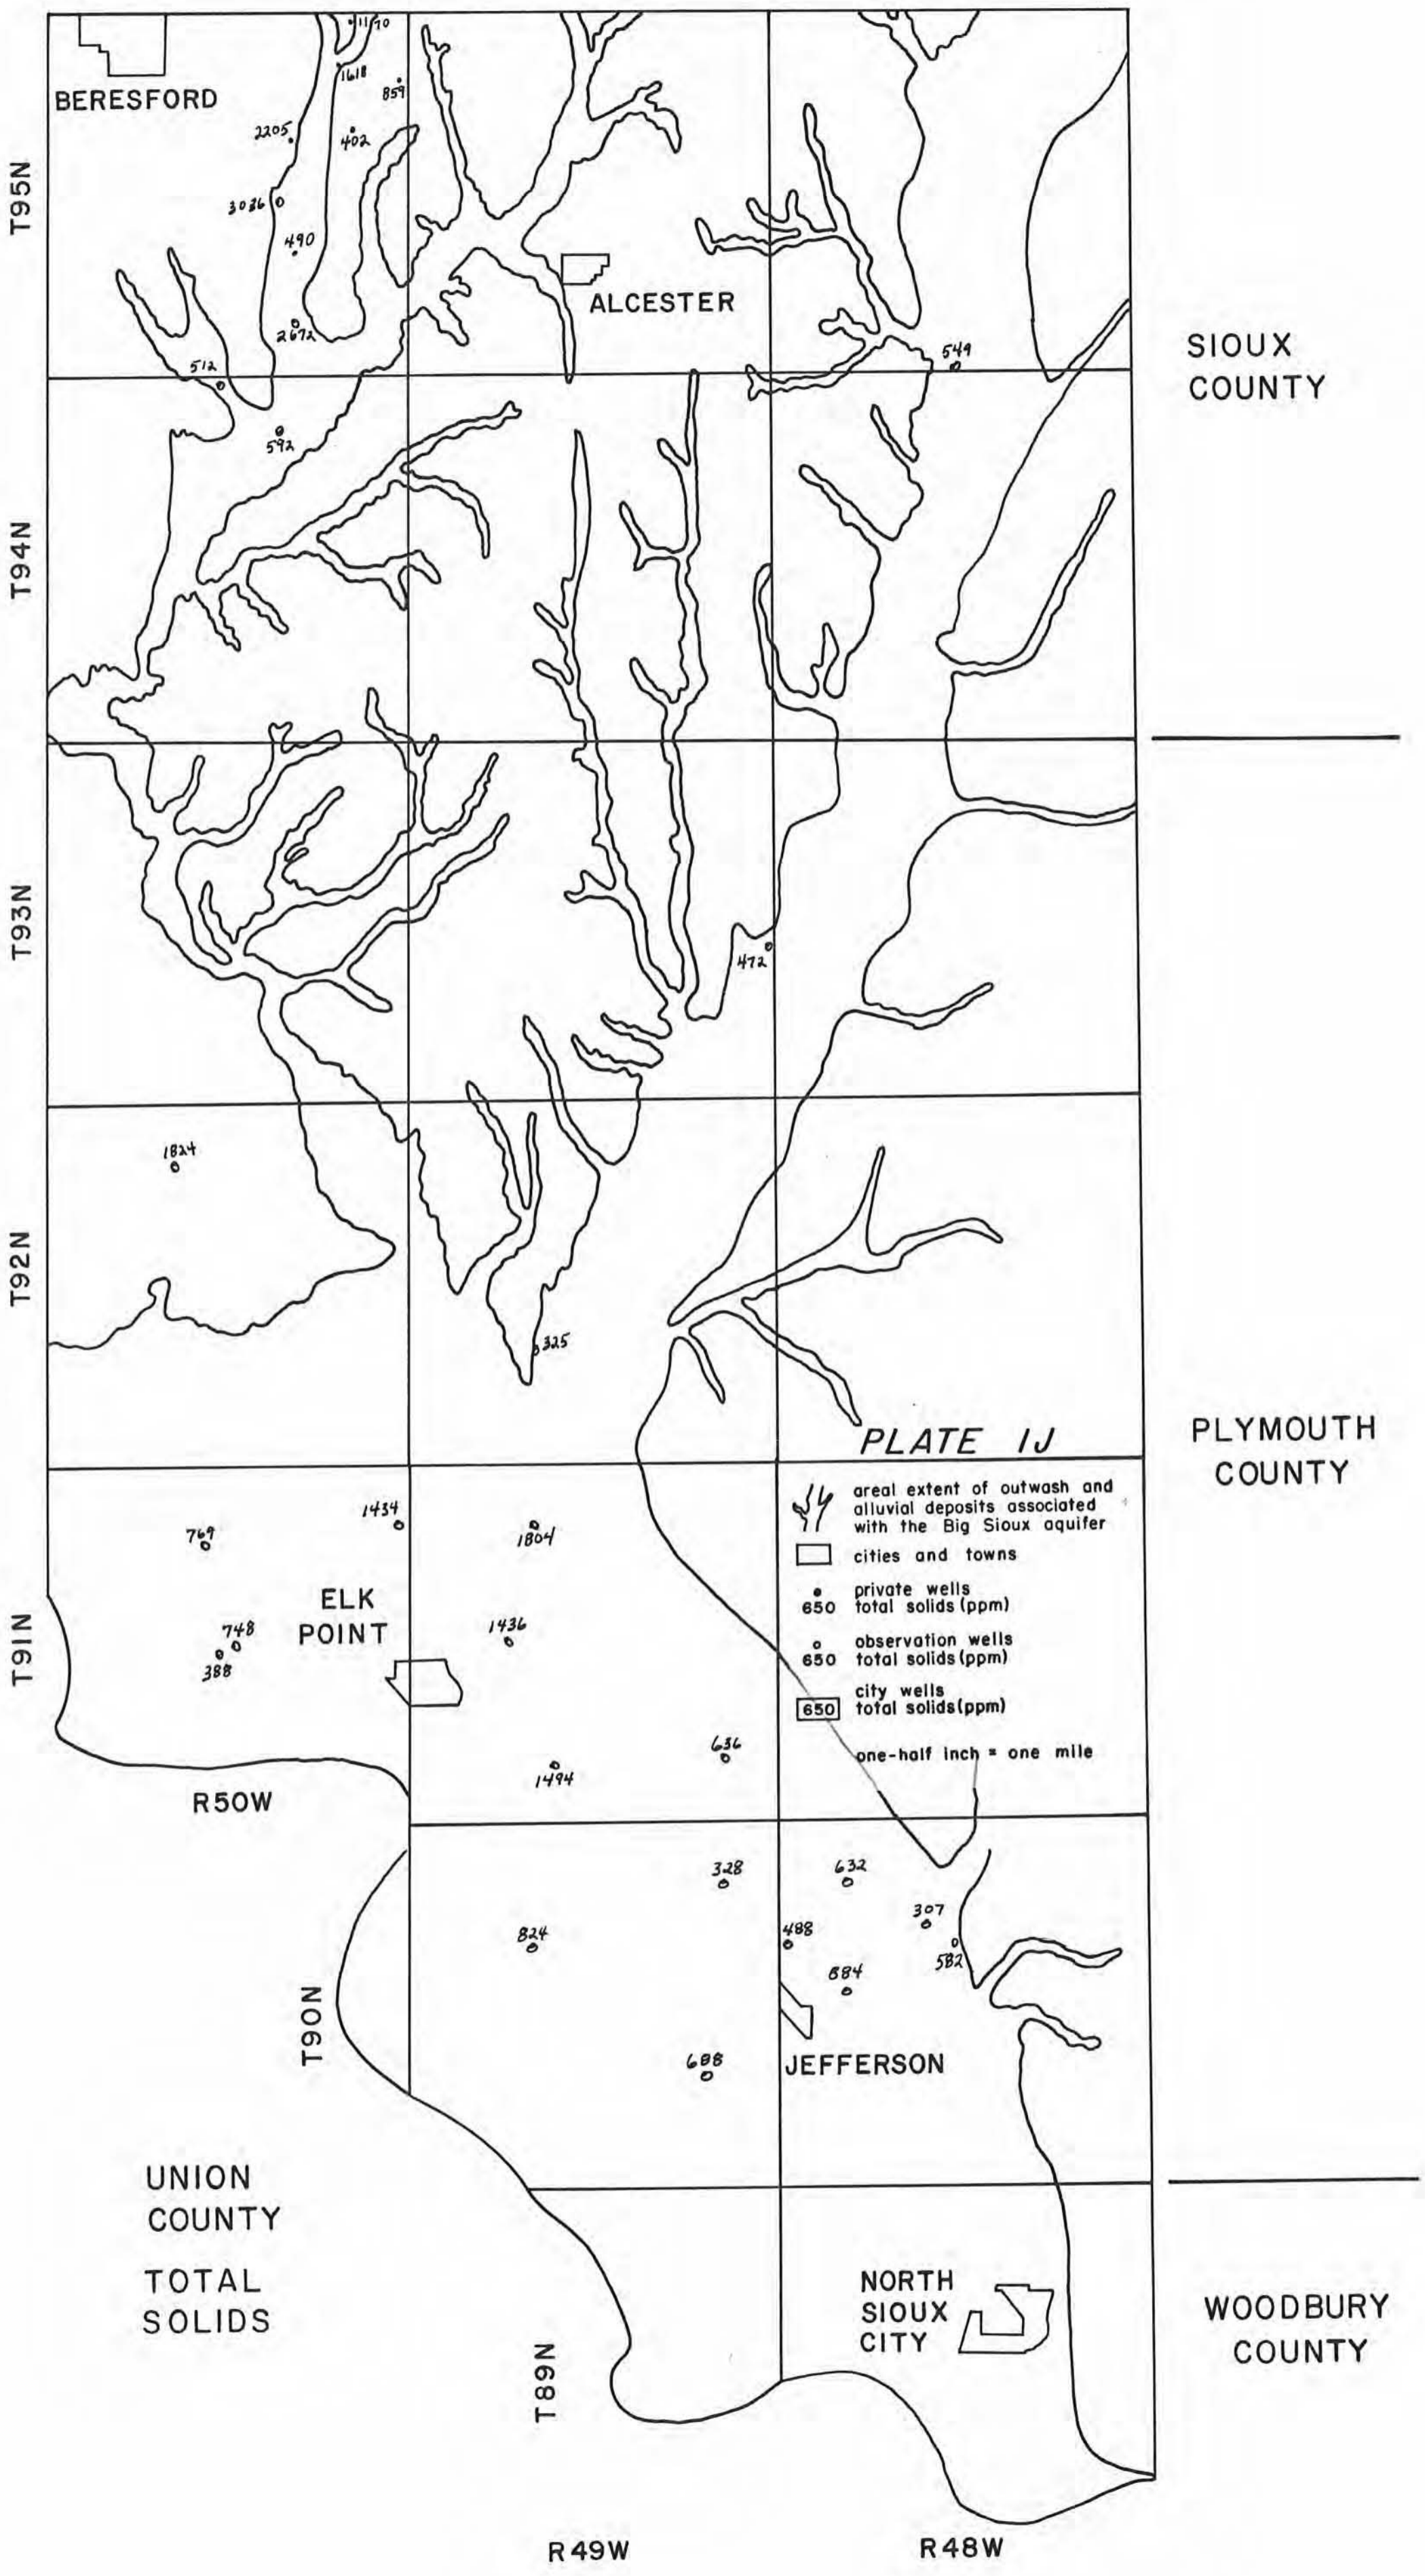 1170
BERESFORD
1618
859
2205
402
T95N
3036
490
ALCESTER
2672
SIOUX
COUNTY
512
549
592
T94N
T93N
472
1824
T92N
325
PLATE 1J
PLYMOUTH
COUNTY
areal extent of outwash and
alluvial deposits associated
with the Big Sioux aquifer
cities and towns
private wells
650 total solids (ppm)
observation wells
650 total solids (ppm)
city wells
650 total solids (ppm)
one-half inch = one mile
1434
769
1804
ELK
POINT
748
1436
388
T91N
636
1494
R50W
328
632
307
824
488
582
684
T90N
688
JEFFERSON
UNION
COUNTY
TOTAL
SOLIDS
NORTH
SIOUX
CITY
WOODBURY
COUNTY
T89N
R49W
R48W